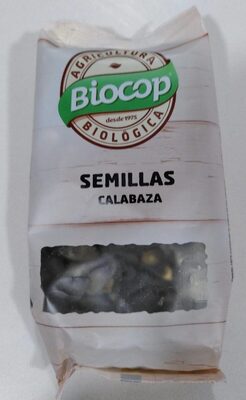 AGRICULTURA
Biocop
desde 1975
BIOLÓGICA
SEMILLAS
CALABAZA